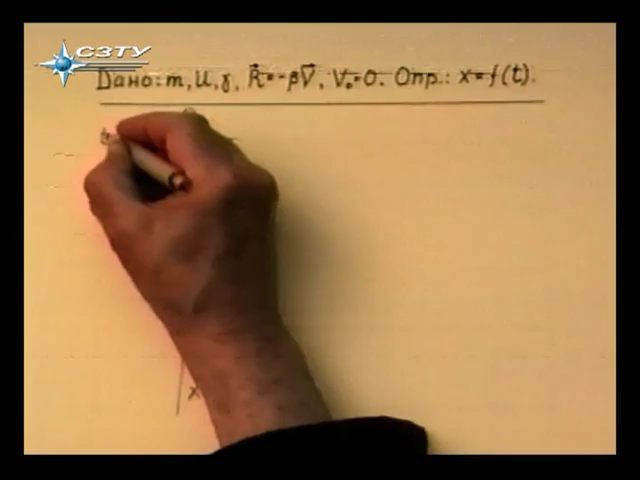 СЗТУ
Дано: m, U, γ, R⃗=-βV⃗, V₀=0. Опр.: x=f(t).
x